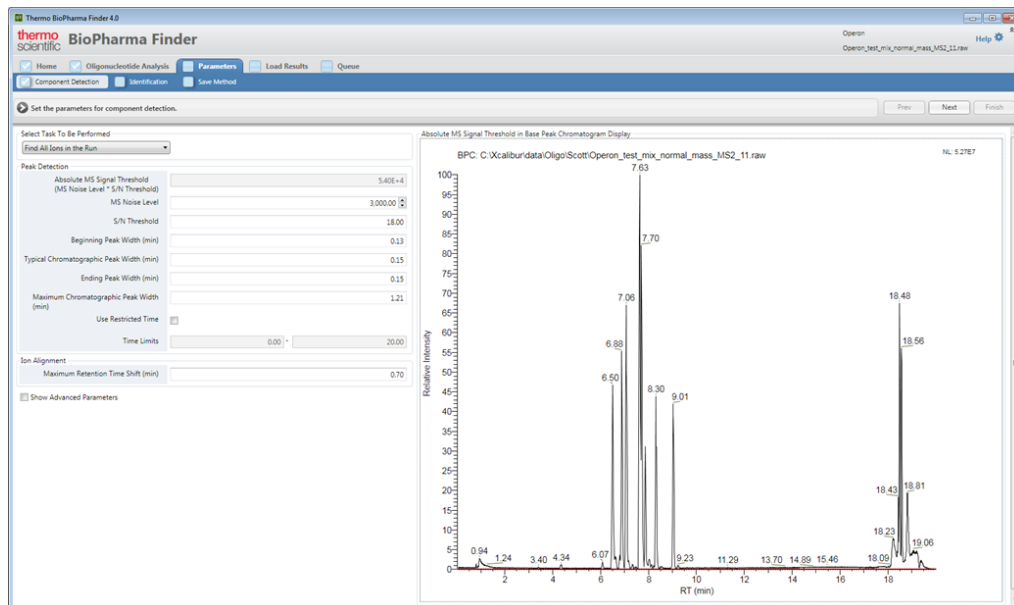 Thermo BioPharma Finder 4.0
thermo scientific BioPharma Finder
Operon
Operon_test_mix_normal_mass_MS2_11.raw
Help
Home Oligonucleotide Analysis Parameters Load Results Queue
Component Detection Identification Save Method
Set the parameters for component detection.
Prev Next Finish
Select Task To Be Performed
Find All Ions in the Run
Peak Detection
Absolute MS Signal Threshold
(MS Noise Level * S/N Threshold)
5.40E+4
MS Noise Level 3,000.00
S/N Threshold 18.00
Beginning Peak Width (min) 0.13
Typical Chromatographic Peak Width (min) 0.15
Ending Peak Width (min) 0.15
Maximum Chromatographic Peak Width
(min)
1.21
Use Restricted Time
Time Limits 0.00 - 20.00
Ion Alignment
Maximum Retention Time Shift (min) 0.70
Show Advanced Parameters
Absolute MS Signal Threshold in Base Peak Chromatogram Display
BPC: C:\Xcalibur\data\Oligo\Scott\Operon_test_mix_normal_mass_MS2_11.raw
NL: 5.27E7
Relative Intensity
100
95
90
85
80
75
70
65
60
55
50
45
40
35
30
25
20
15
10
5
0
7.63
7.70
7.06
18.48
6.88
18.56
6.50
8.30
9.01
18.43
18.81
18.23
19.06
0.94 1.24 3.40 4.34 6.07 9.23 11.29 13.70 14.89 15.46 18.09
2 4 6 8 10 12 14 16 18
RT (min)